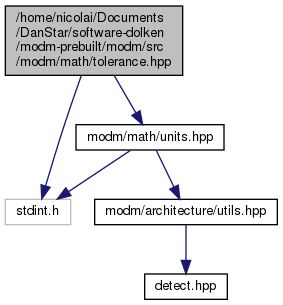 /home/nicolai/Documents
/DanStar/software-dolken
/modm-prebuilt/modm/src
/modm/math/tolerance.hpp
modm/math/units.hpp
stdint.h
modm/architecture/utils.hpp
detect.hpp